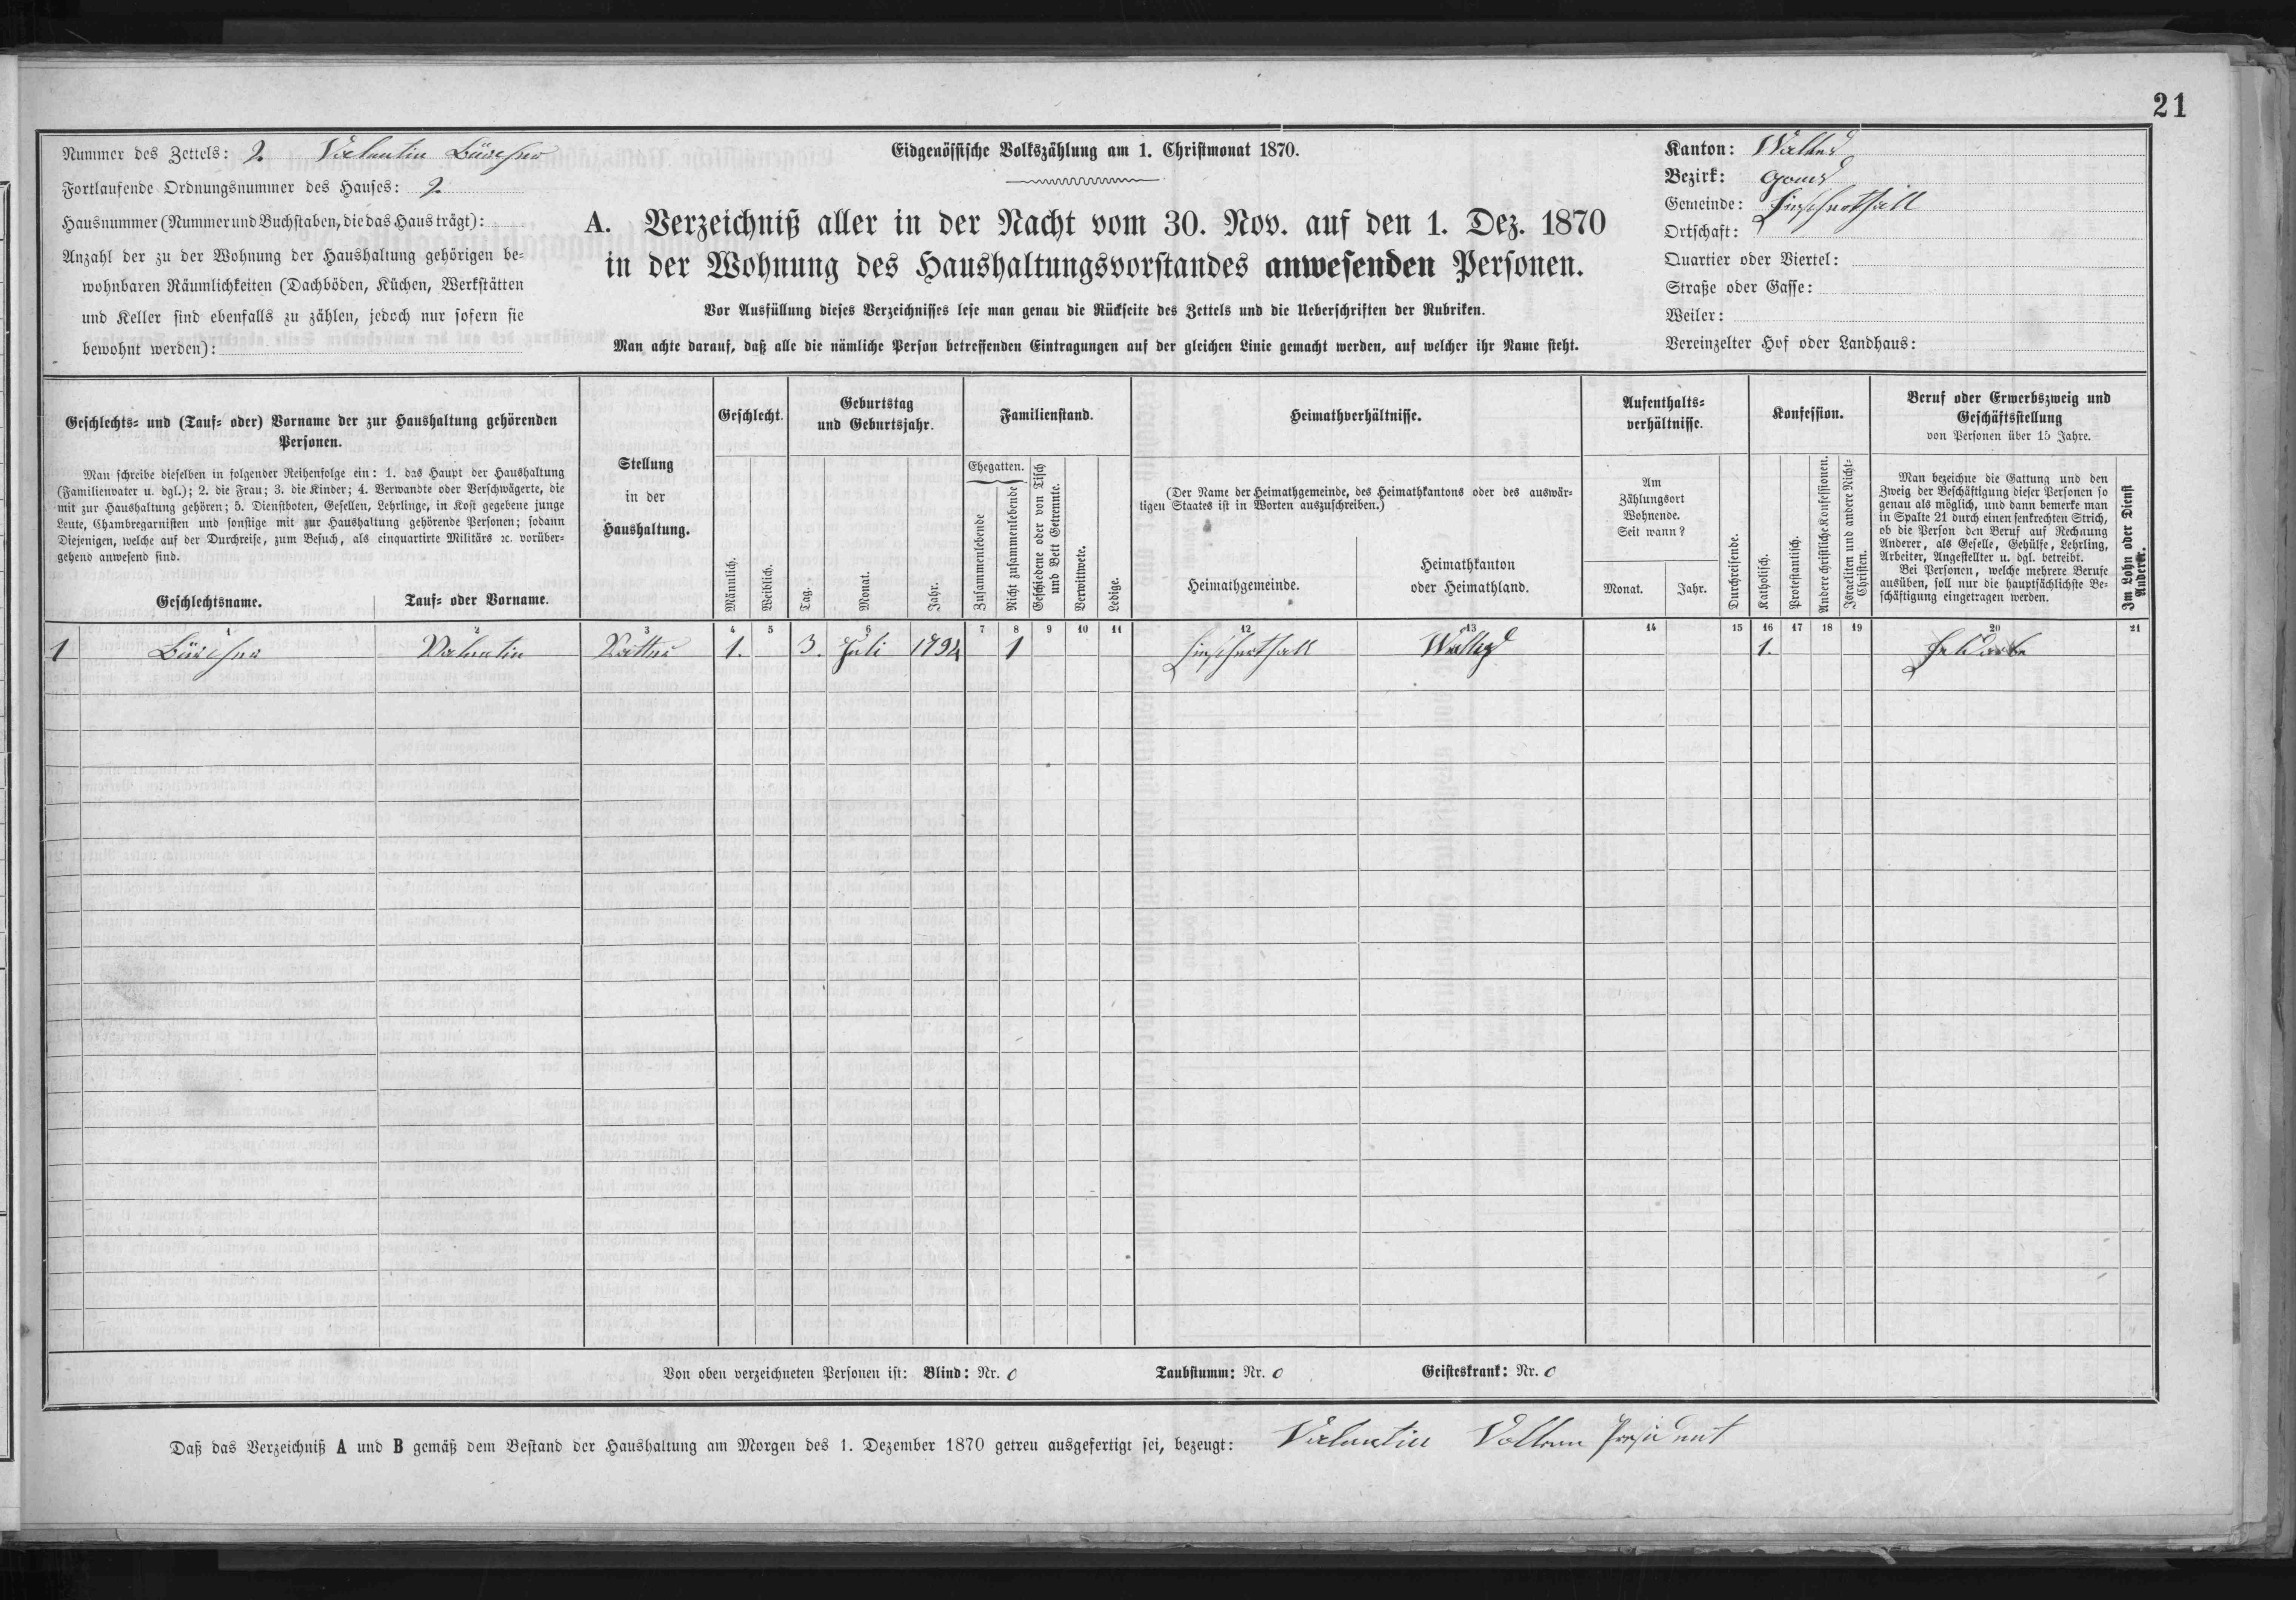 21
Nummer des Zettels: 2. Valentin
Fortlaufende Ordnungsnummer des Hauses: 2
Hausnummer (Nummer und Buchstaben, die das Haus trägt):
Anzahl der zu der Wohnung der Haushaltung gehörigen be-
wohnbaren Räumlichkeiten (Dachböden, Küchen, Werkstätten
und Keller sind ebenfalls zu zählen, jedoch nur sofern sie
bewohnt werden):
Eidgenössische Volkszählung am 1. Christmonat 1870.
A. Verzeichniß aller in der Nacht vom 30. Nov. auf den 1. Dez. 1870
in der Wohnung des Haushaltungsvorstandes anwesenden Personen.
Vor Ausfüllung dieses Verzeichnisses lese man genau die Rückseite des Zettels und die Ueberschriften der Rubriken.
Man achte darauf, daß alle die nämliche Person betreffenden Eintragungen auf der gleichen Linie gemacht werden, auf welcher ihr Name steht.
Kanton: Wallis
Bezirk: Goms
Gemeinde:
Ortschaft:
Quartier oder Viertel:
Straße oder Gasse:
Weiler:
Vereinzelter Hof oder Landhaus:
Geschlechts- und (Tauf- oder) Vorname der zur Haushaltung gehörenden
Personen.
Man schreibe dieselben in folgender Reihenfolge ein: 1. das Haupt der Haushaltung
(Familienvater u. dgl.); 2. die Frau; 3. die Kinder; 4. Verwandte oder Verschwägerte, die
mit zur Haushaltung gehören; 5. Dienstboten, Gesellen, Lehrlinge, in Kost gegebene junge
Leute, Chambregarnisten und sonstige mit zur Haushaltung gehörende Personen; sodann
Diejenigen, welche auf der Durchreise, zum Besuch, als einquartirte Militärs ꝛc. vorüber-
gehend anwesend sind.
Geschlechtsname.
Tauf- oder Vorname.
Stellung
in der
Haushaltung.
Geschlecht.
Männlich.
Weiblich.
Geburtstag
und Geburtsjahr.
Tag.
Monat.
Jahr.
Familienstand.
Ehegatten.
Zusammenlebende
Nicht zusammenlebende
Geschiedene oder von Tisch
und Bett Getrennte.
Verwittwete.
Ledige.
Heimathverhältnisse.
(Der Name der Heimathgemeinde, des Heimathkantons oder des auswär-
tigen Staates ist in Worten auszuschreiben.)
Heimathgemeinde.
Heimathkanton
oder Heimathland.
Aufenthalts-
verhältnisse.
Am
Zählungsort
Wohnende.
Seit wann?
Monat.
Jahr.
Durchreisende.
Konfession.
Katholisch.
Protestantisch.
Andere christliche Konfessionen.
Israeliten und andere Nicht-
Christen.
Beruf oder Erwerbszweig und
Geschäftsstellung
von Personen über 15 Jahre.
Man bezeichne die Gattung und den
Zweig der Beschäftigung dieser Personen so
genau als möglich, und dann bemerke man
in Spalte 21 durch einen senkrechten Strich,
ob die Person den Beruf auf Rechnung
Anderer, als Geselle, Gehülfe, Lehrling,
Arbeiter, Angestellter u. dgl. betreibt.
Bei Personen, welche mehrere Berufe
ausüben, soll nur die hauptsächlichste Be-
schäftigung eingetragen werden.
Im Lohn oder Dienst
Anderer.
1 2 3 4 5 6 7 8 9 10 11 12 13 14 15 16 17 18 19 20 21
1 Valentin 1. 3. Juli 1794 1 Wallis 1.
Von oben verzeichneten Personen ist: Blind: Nr. 0 Taubstumm: Nr. 0 Geisteskrank: Nr. 0
Daß das Verzeichniß A und B gemäß dem Bestand der Haushaltung am Morgen des 1. Dezember 1870 getreu ausgefertigt sei, bezeugt: Valentin President